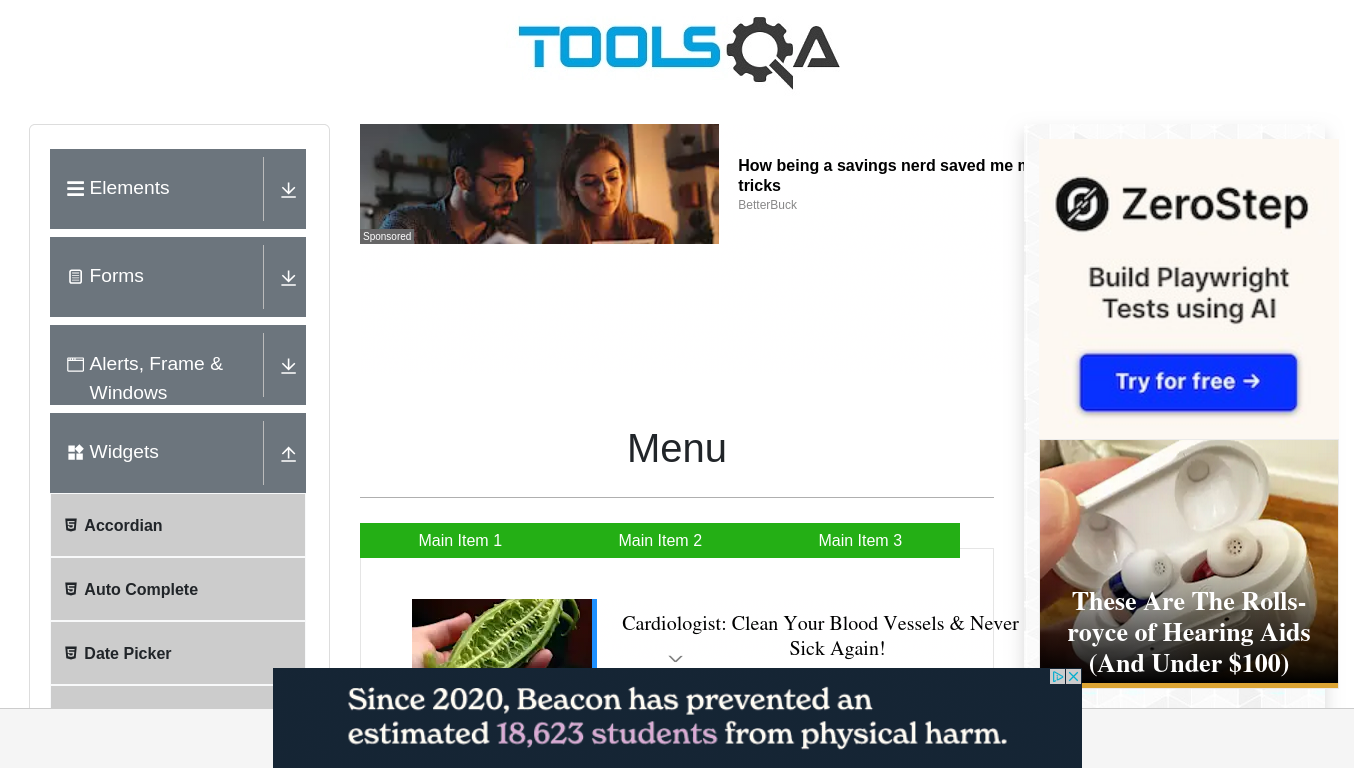 TOOLSQA
Elements
Forms
Alerts, Frame &
Windows
Widgets
Accordian
Auto Complete
Date Picker
Sponsored
How being a savings nerd saved me
tricks
BetterBuck
Menu
Main Item 1
Main Item 2
Main Item 3
Cardiologist: Clean Your Blood Vessels & Never
Sick Again!
ZeroStep
Build Playwright
Tests using AI
Try for free →
These Are The Rolls-
royce of Hearing Aids
(And Under $100)
Since 2020, Beacon has prevented an
estimated 18,623 students from physical harm.